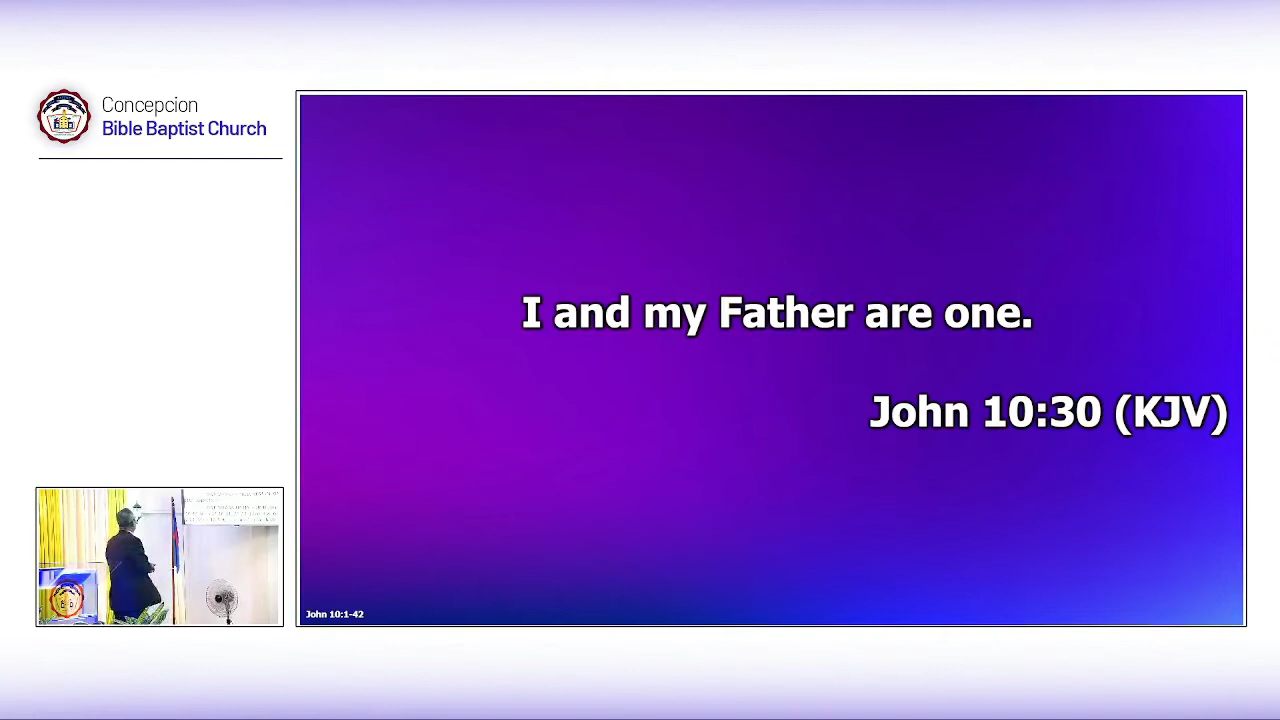 Concepcion
Bible Baptist Church
I and my Father are one.
John 10:30 (KJV)
John 10:1-42